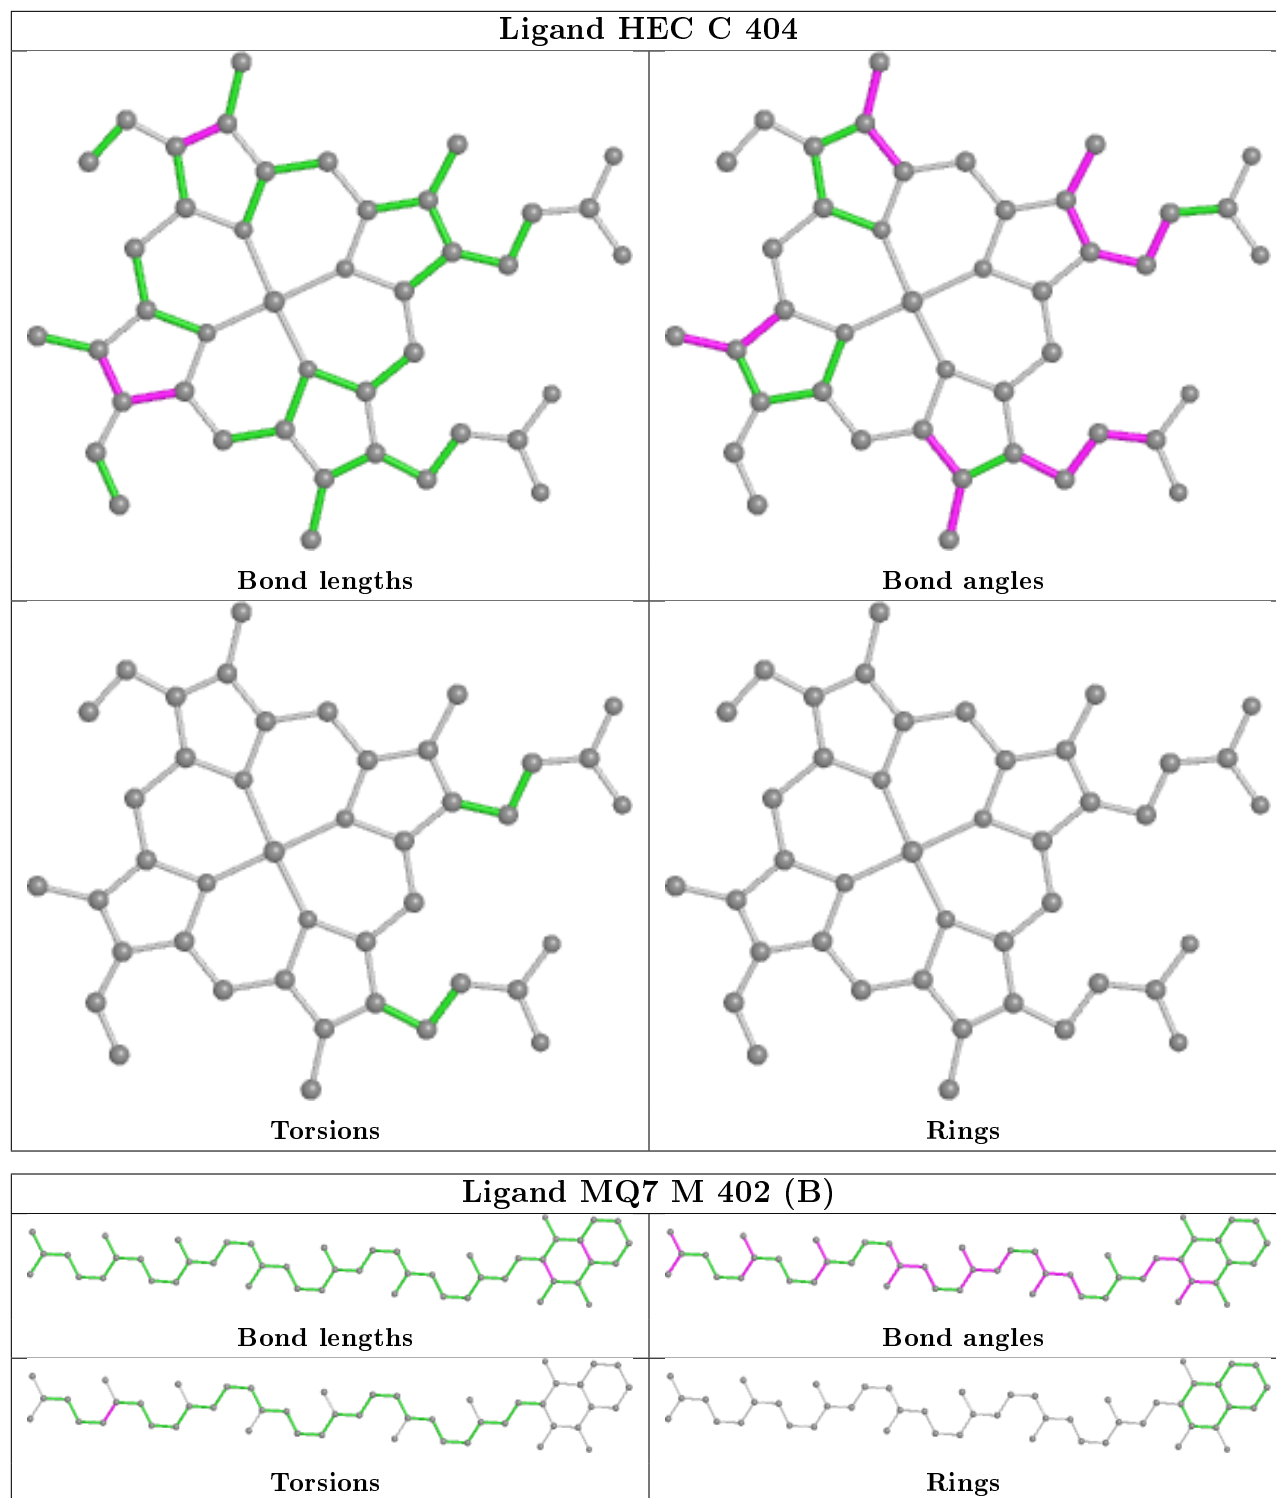 Ligand HEC C 404
Bond lengths
Bond angles
Torsions
Rings
Ligand MQ7 M 402 (B)
Bond lengths
Bond angles
Torsions
Rings